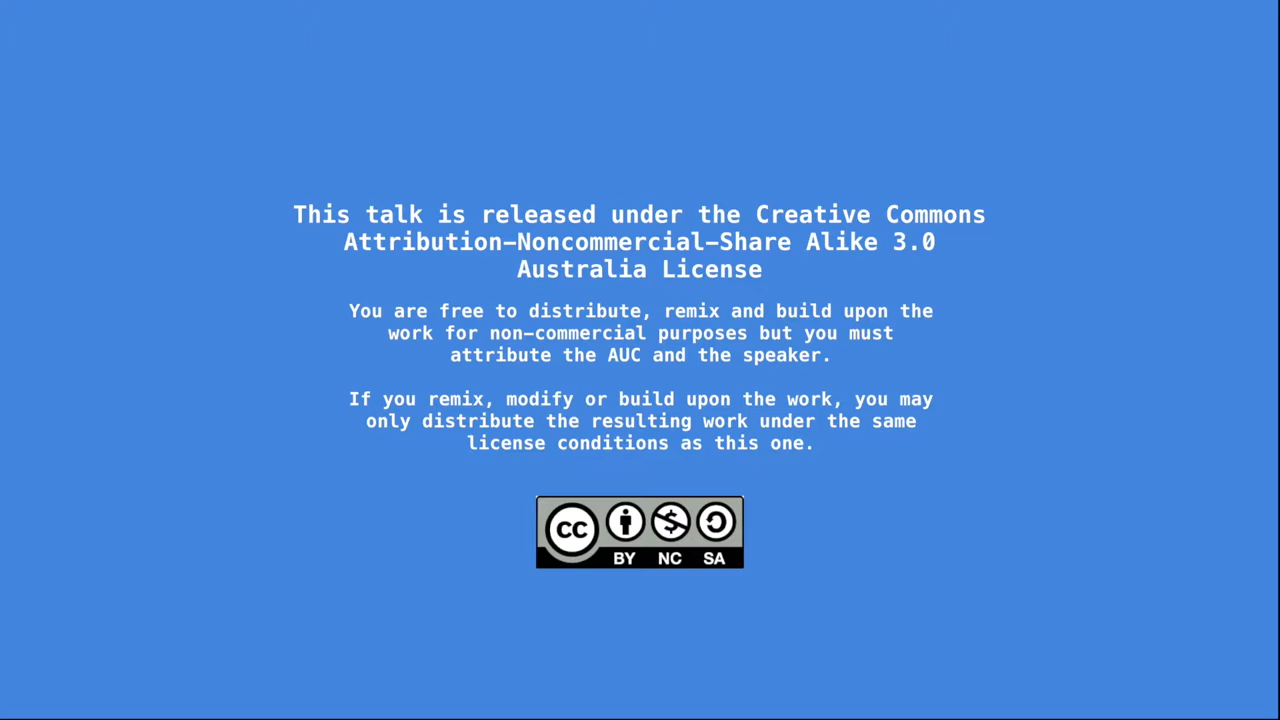 This talk is released under the Creative Commons
Attribution-Noncommercial-Share Alike 3.0
Australia License
You are free to distribute, remix and build upon the
work for non-commercial purposes but you must
attribute the AUC and the speaker.
If you remix, modify or build upon the work, you may
only distribute the resulting work under the same
license conditions as this one.
cc
BY NC SA